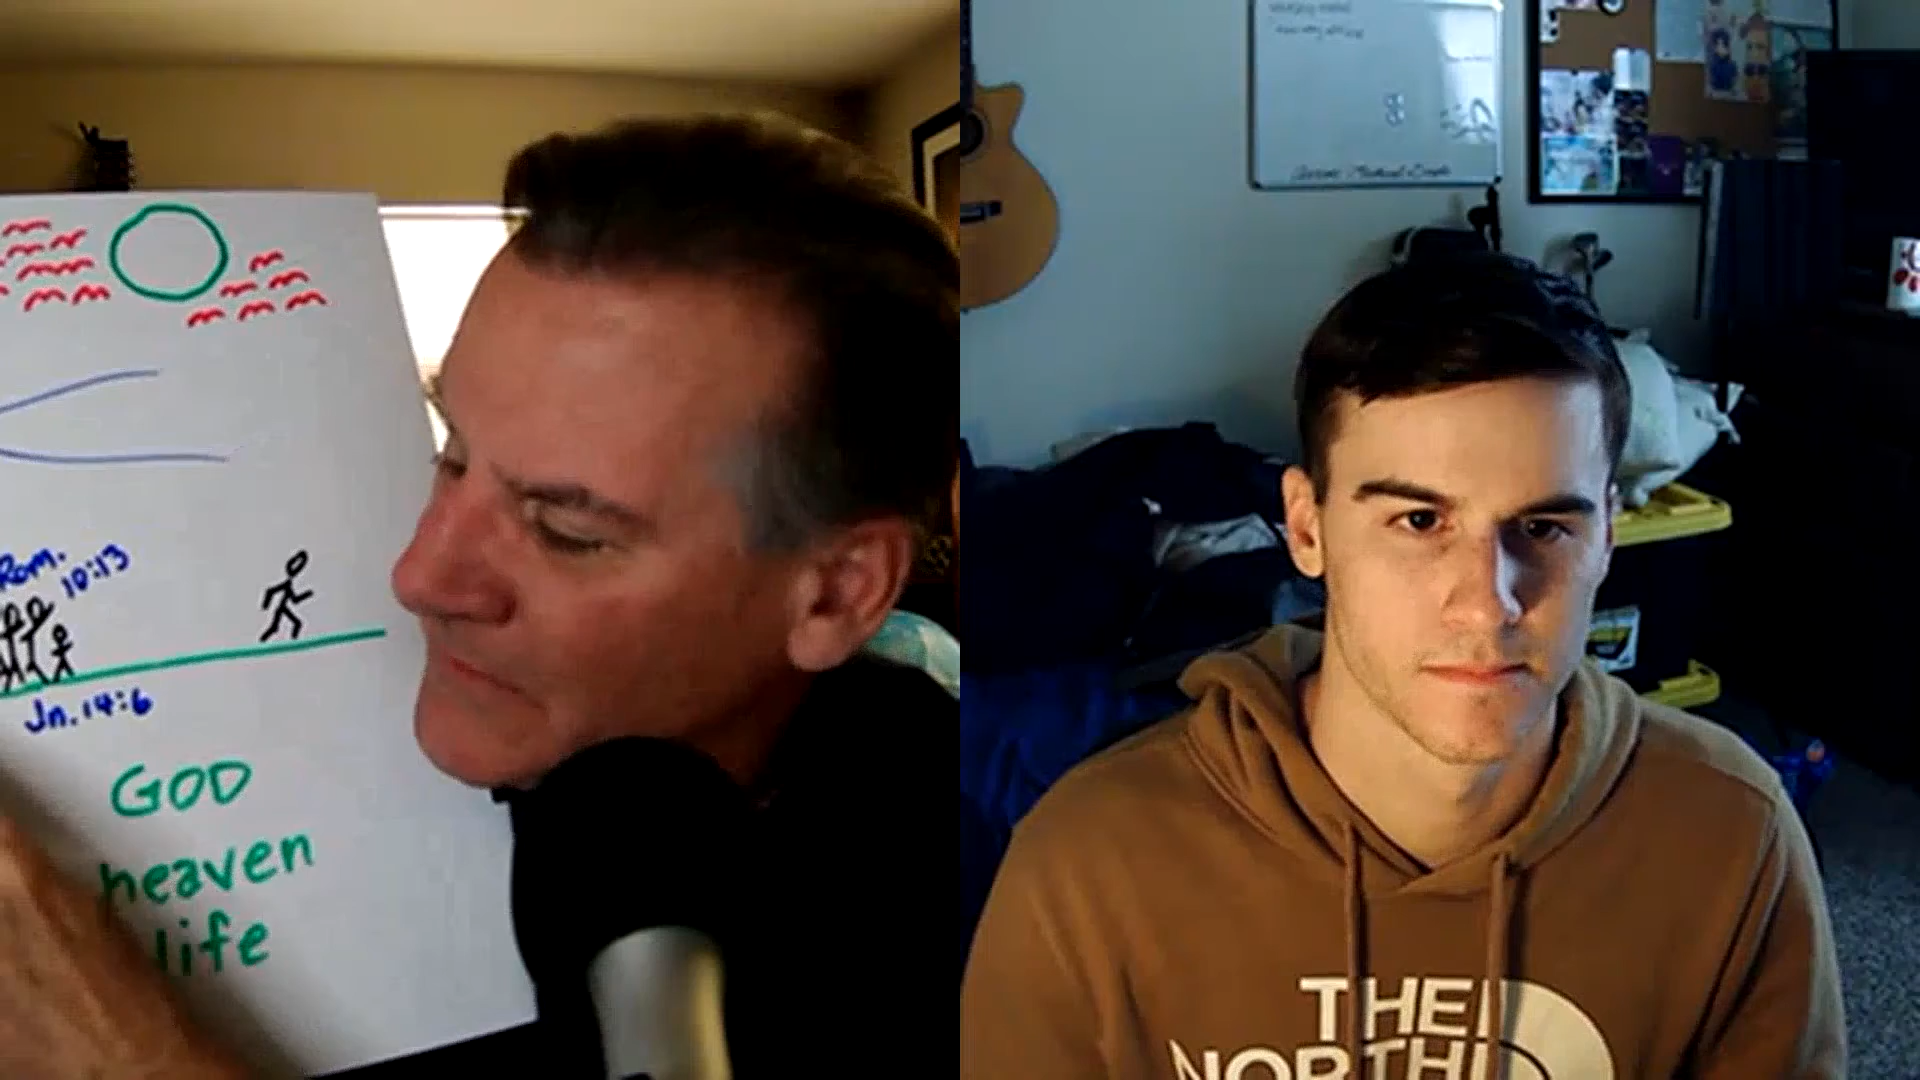 Rom.
10:13
Jn. 14:6
GOD
heaven
life
THE
NORTH